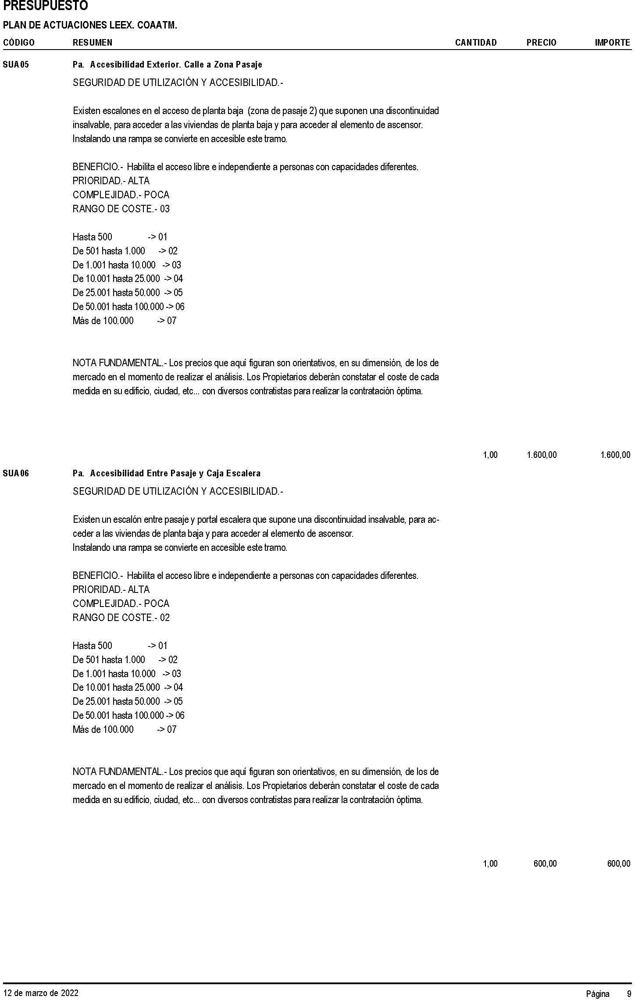 PRESUPUESTO
PLAN DE ACTUACIONES LEEX. COAATM.
CÓDIGO RESUMEN CANTIDAD PRECIO IMPORTE
SUA05 Pa. Accesibilidad Exterior. Calle a Zona Pasaje
SEGURIDAD DE UTILIZACIÓN Y ACCESIBILIDAD.-
Existen escalones en el acceso de planta baja (zona de pasaje 2) que suponen una discontinuidad
insalvable, para acceder a las viviendas de planta baja y para acceder al elemento de ascensor.
Instalando una rampa se convierte en accesible este tramo.
BENEFICIO.- Habilita el acceso libre e independiente a personas con capacidades diferentes.
PRIORIDAD.- ALTA
COMPLEJIDAD.- POCA
RANGO DE COSTE.- 03
Hasta 500 -> 01
De 501 hasta 1.000 -> 02
De 1.001 hasta 10.000 -> 03
De 10.001 hasta 25.000 -> 04
De 25.001 hasta 50.000 -> 05
De 50.001 hasta 100.000 -> 06
Más de 100.000 -> 07
NOTA FUNDAMENTAL.- Los precios que aquí figuran son orientativos, en su dimensión, de los de
mercado en el momento de realizar el análisis. Los Propietarios deberán constatar el coste de cada
medida en su edificio, ciudad, etc... con diversos contratistas para realizar la contratación óptima.
1,00 1.600,00 1.600,00
SUA06 Pa. Accesibilidad Entre Pasaje y Caja Escalera
SEGURIDAD DE UTILIZACIÓN Y ACCESIBILIDAD.-
Existen un escalón entre pasaje y portal escalera que supone una discontinuidad insalvable, para ac-
ceder a las viviendas de planta baja y para acceder al elemento de ascensor.
Instalando una rampa se convierte en accesible este tramo.
BENEFICIO.- Habilita el acceso libre e independiente a personas con capacidades diferentes.
PRIORIDAD.- ALTA
COMPLEJIDAD.- POCA
RANGO DE COSTE.- 02
Hasta 500 -> 01
De 501 hasta 1.000 -> 02
De 1.001 hasta 10.000 -> 03
De 10.001 hasta 25.000 -> 04
De 25.001 hasta 50.000 -> 05
De 50.001 hasta 100.000 -> 06
Más de 100.000 -> 07
NOTA FUNDAMENTAL.- Los precios que aquí figuran son orientativos, en su dimensión, de los de
mercado en el momento de realizar el análisis. Los Propietarios deberán constatar el coste de cada
medida en su edificio, ciudad, etc... con diversos contratistas para realizar la contratación óptima.
1,00 600,00 600,00
12 de marzo de 2022 Página 9